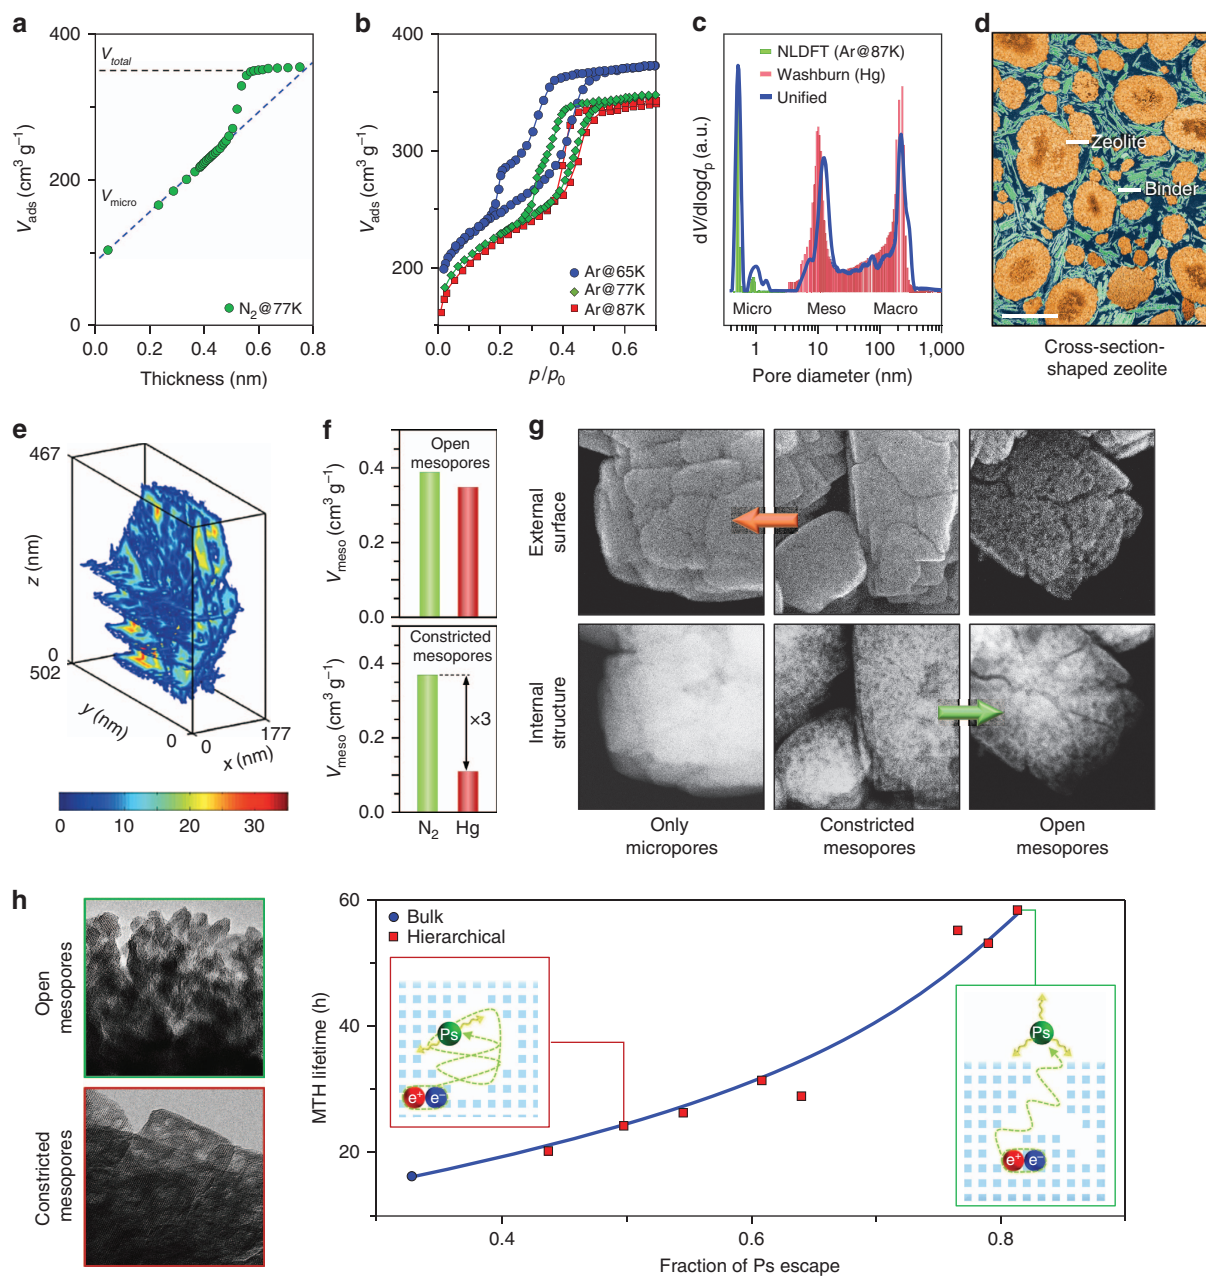 a
400
200
0
V_total
V_micro
V_ads (cm³ g⁻¹)
N₂@77K
0.0 0.2 0.4 0.6 0.8
Thickness (nm)
b
400
300
200
V_ads (cm³ g⁻¹)
Ar@65K
Ar@77K
Ar@87K
0.0 0.2 0.4 0.6
p/p₀
c
NLDFT (Ar@87K)
Washburn (Hg)
Unified
dV/dlogd_p (a.u.)
Micro Meso Macro
1 10 100 1,000
Pore diameter (nm)
d
Zeolite
Binder
Cross-section-
shaped zeolite
e
467
z (nm)
0
502
y (nm)
0
0
x (nm)
177
0 10 20 30
f
Open
mesopores
0.4
0.2
0.0
V_meso (cm³ g⁻¹)
Constricted
mesopores
0.4
×3
0.2
0.0
V_meso (cm³ g⁻¹)
N₂ Hg
g
External
surface
Internal
structure
Only
micropores
Constricted
mesopores
Open
mesopores
h
Open
mesopores
Constricted
mesopores
60
40
20
MTH lifetime (h)
Bulk
Hierarchical
Ps
e⁺ e⁻
Ps
e⁺ e⁻
0.4 0.6 0.8
Fraction of Ps escape